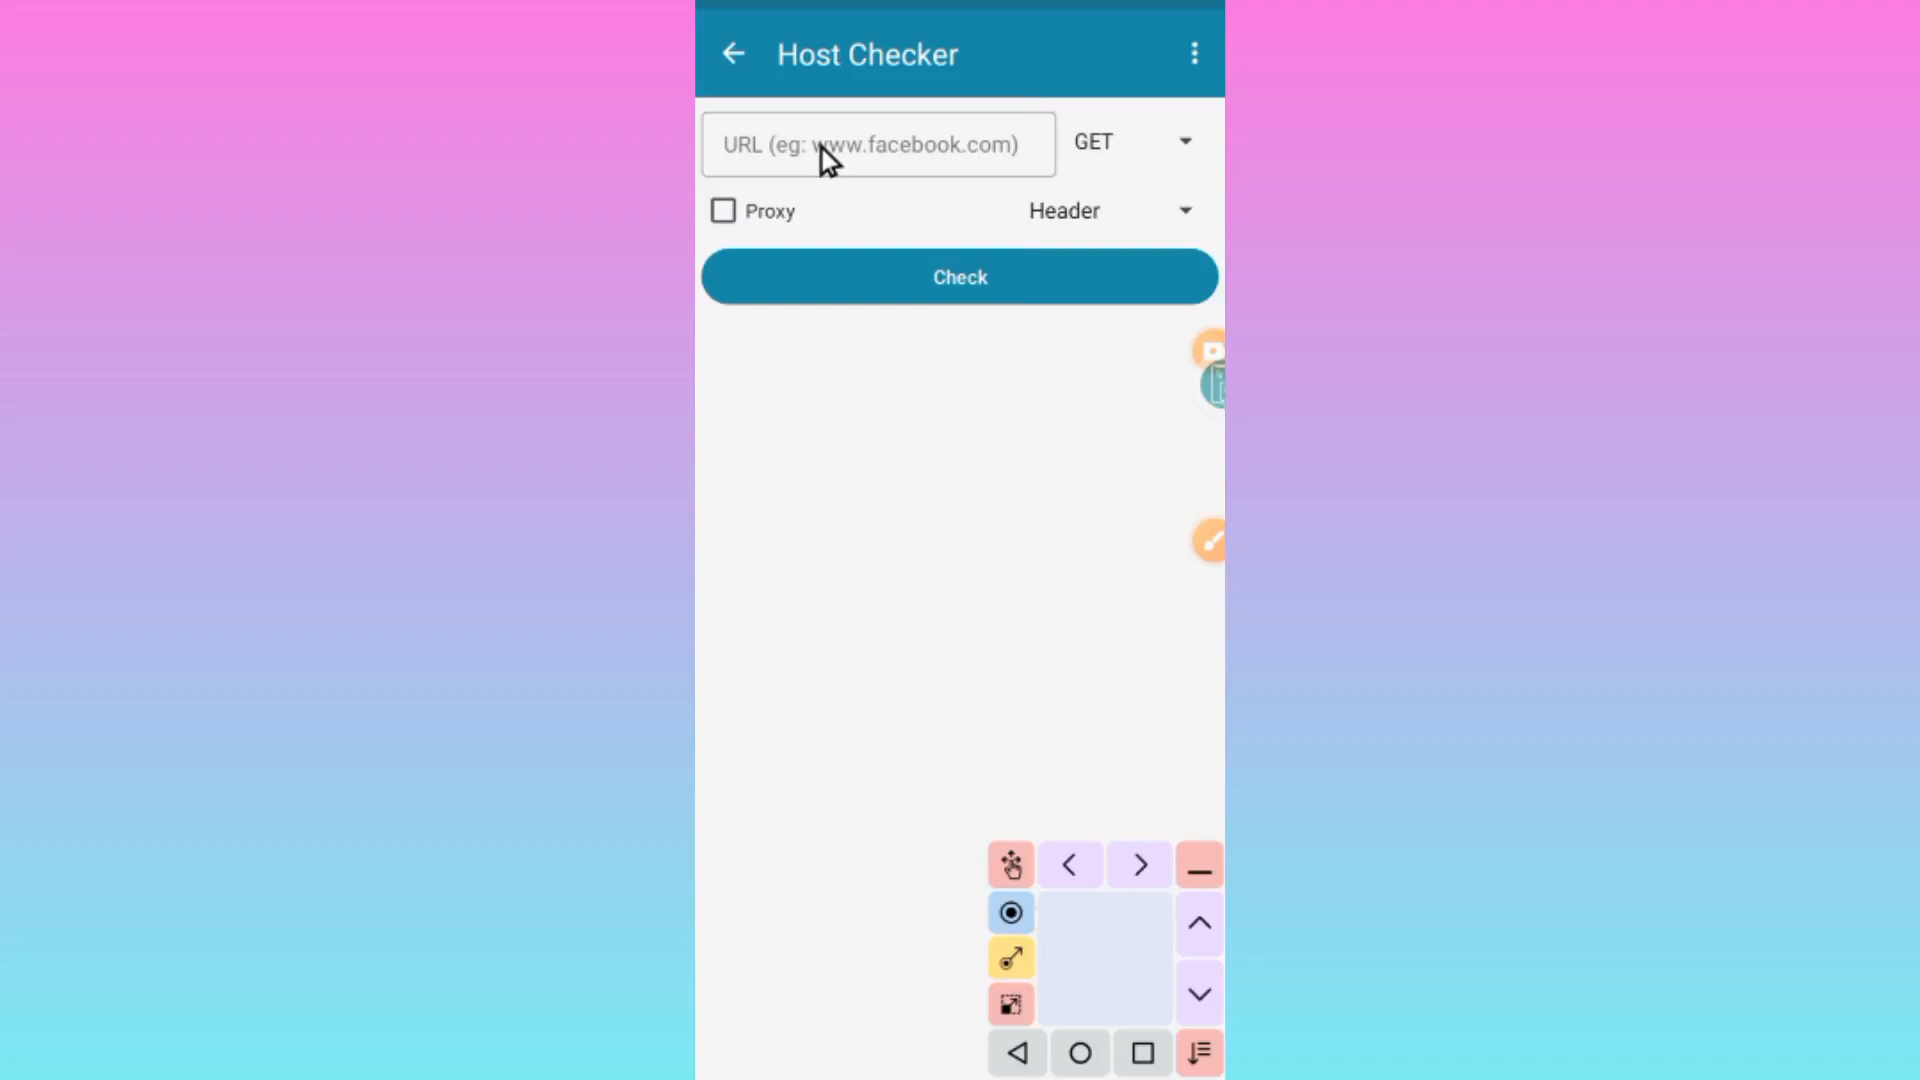 Host Checker
URL (eg: www.facebook.com)
GET
Proxy
Header
Check